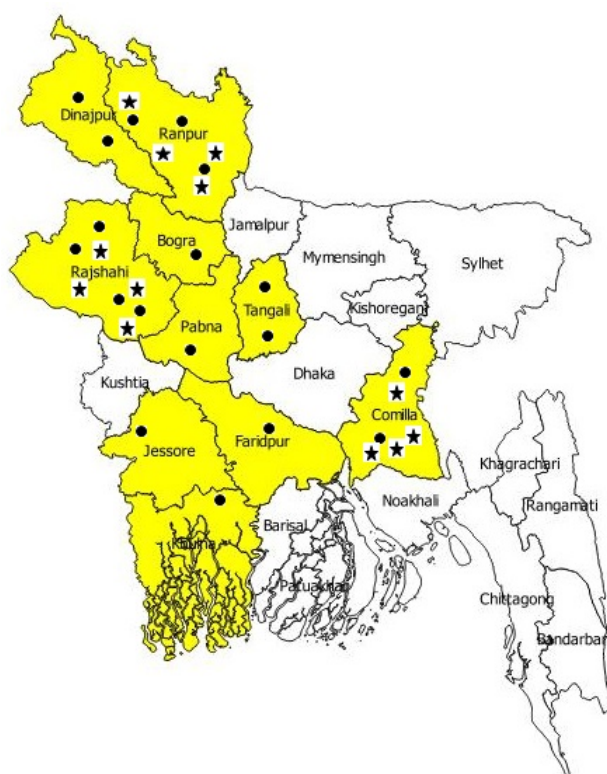 Dinajpur
Ranpur
Jamalpur
Bogra
Mymensingh
Sylhet
Rajshahi
Tangali
Kishoreganj
Pabna
Dhaka
Kushtia
Comilla
Jessore
Faridpur
Khagrachari
Noakhali
Rangamati
Barisal
Khulna
Patuakhali
Chittagong
Bandarban